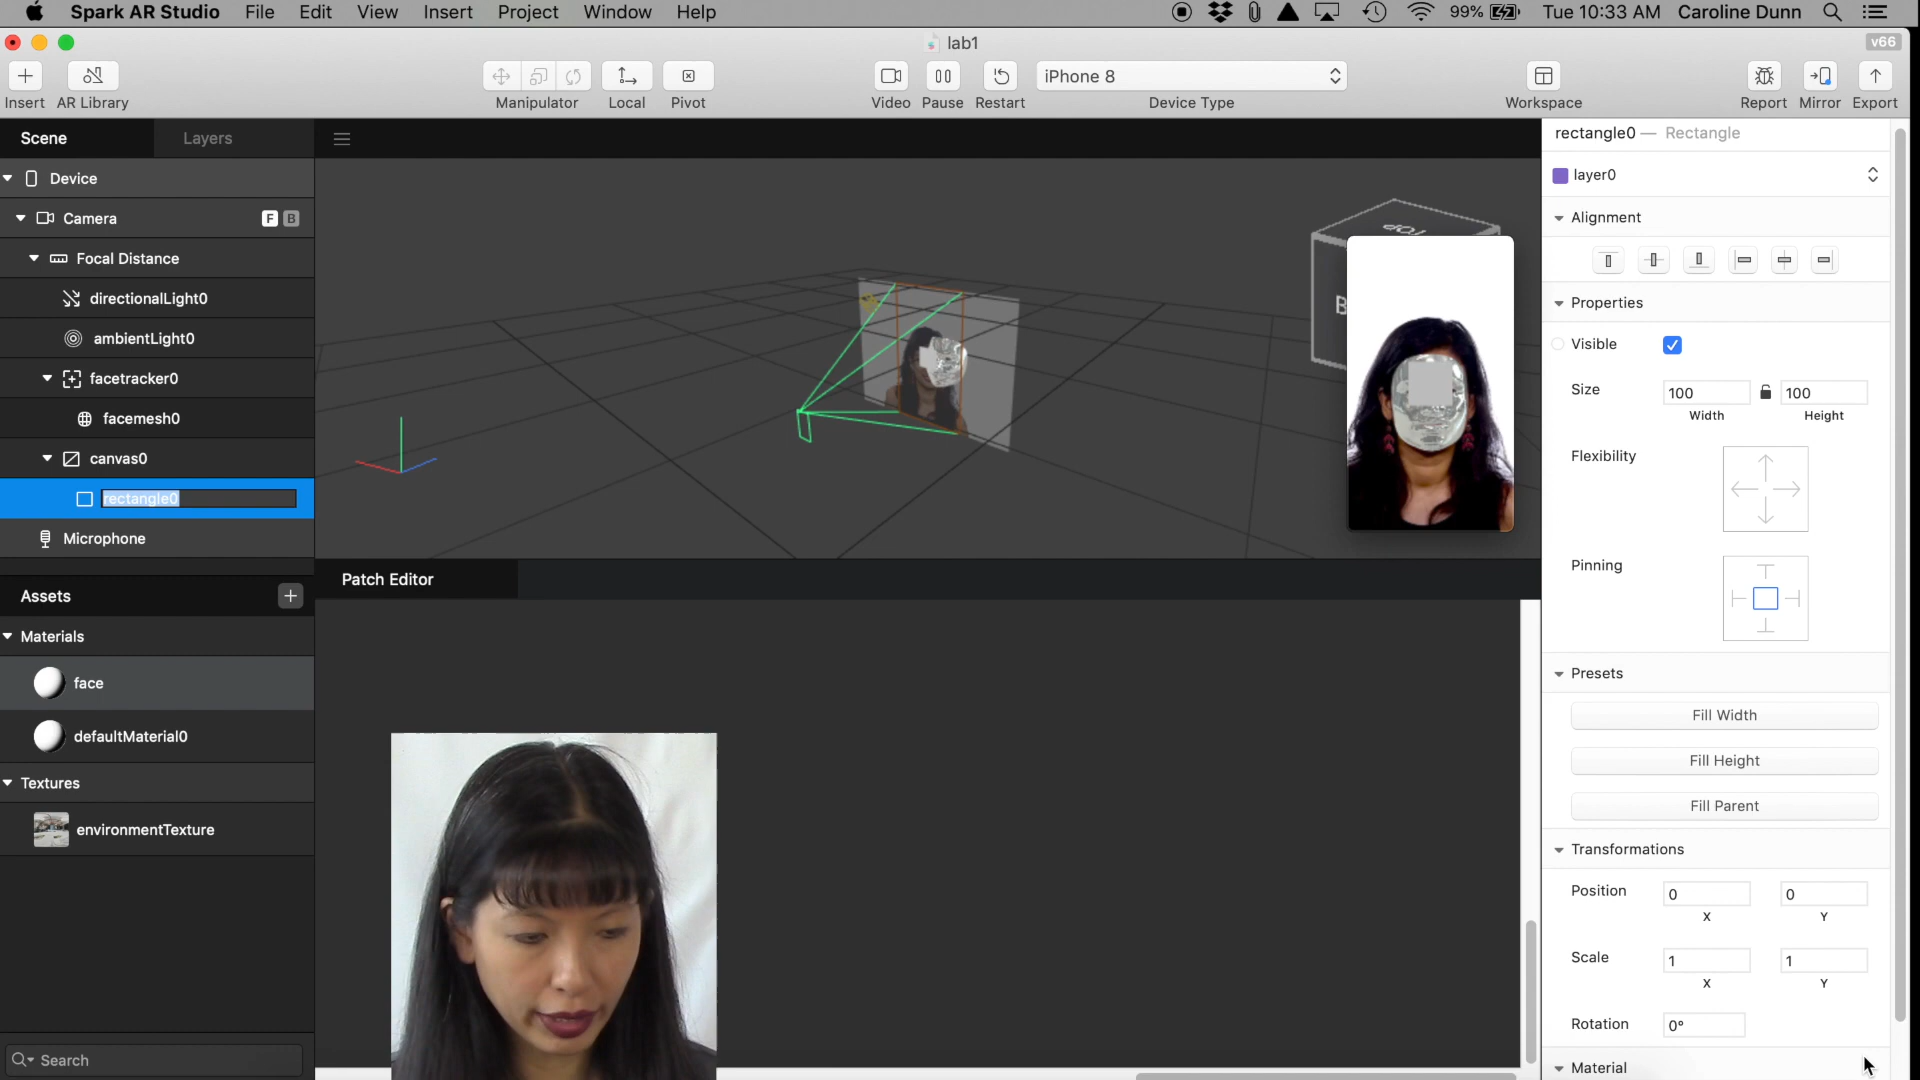 Spark AR Studio File Edit View Insert Project Window Help 99% Tue 10:33 AM Caroline Dunn
lab1 v66
Insert AR Library Manipulator Local Pivot Video Pause Restart iPhone 8 Device Type Workspace Report Mirror Export
Scene Layers
Device
Camera F B
Focal Distance
directionalLight0
ambientLight0
facetracker0
facemesh0
canvas0
rectangle0
Microphone
Assets
Materials
face
defaultMaterial0
Textures
environmentTexture
Search
TOP
B
Patch Editor
rectangle0 — Rectangle
layer0
Alignment
Properties
Visible
Size 100 100
Width Height
Flexibility
Pinning
Presets
Fill Width
Fill Height
Fill Parent
Transformations
Position 0 0
X Y
Scale 1 1
X Y
Rotation 0°
Material